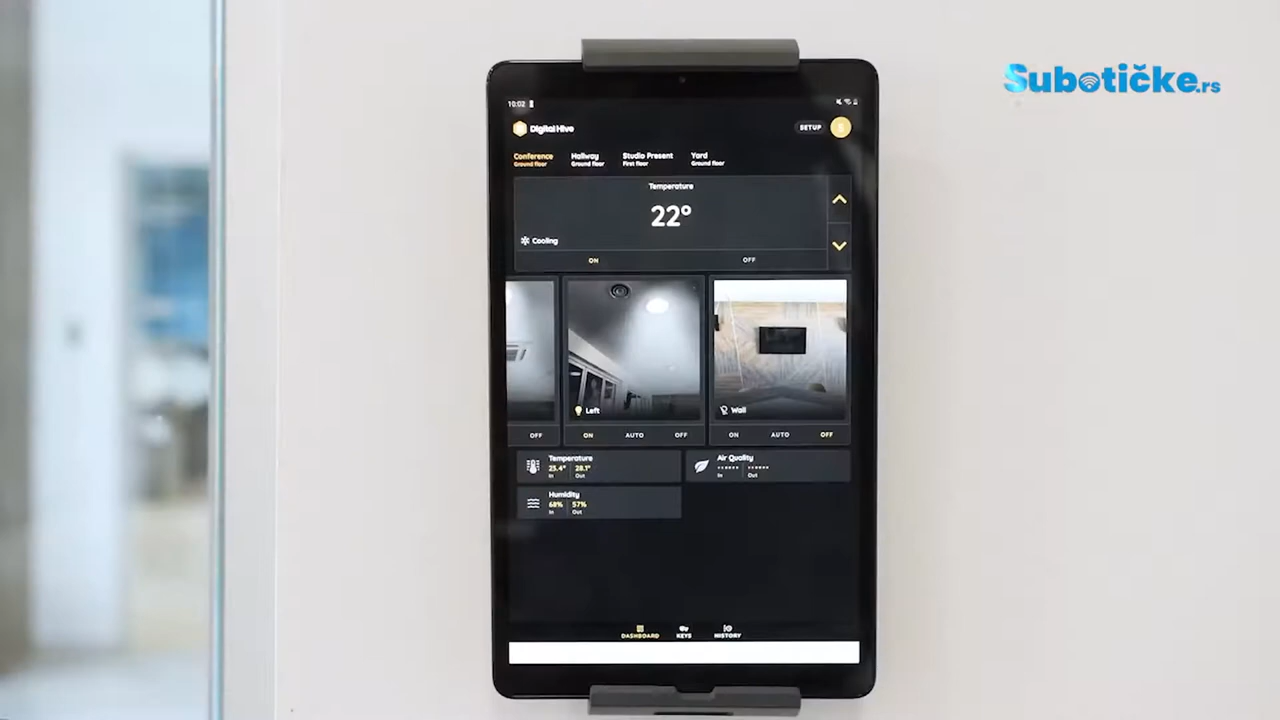 Subotičke.rs
10:02
Digital Hive
SETUP
Conference Hallway Studio Present Yard
Ground floor Ground floor First floor Ground floor
Temperature
22°
Cooling
ON OFF
Left Wall
OFF ON AUTO OFF ON AUTO OFF
Temperature Air Quality
25.4° 28.1°
In Out In Out
Humidity
68% 57%
In Out
DASHBOARD KEYS HISTORY